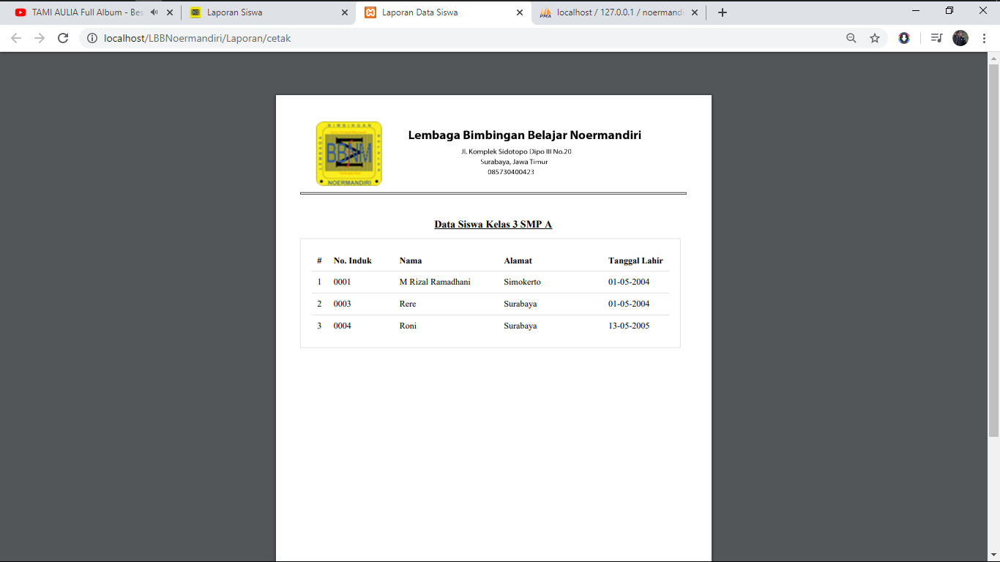 TAMI AULIA Full Album - Bes
Laporan Siswa
Laporan Data Siswa
PMA
localhost / 127.0.0.1 / noermandi
localhost/LBBNoermandiri/Laporan/cetak
BIMBINGAN
LEMBAGA
BELAJAR
BBNM
NOERMANDIRI
Lembaga Bimbingan Belajar Noermandiri
Jl. Komplek Sidotopo Dipo III No.20
Surabaya, Jawa Timur
085730400423
Data Siswa Kelas 3 SMP A
# No. Induk Nama Alamat Tanggal Lahir
1 0001 M Rizal Ramadhani Simokerto 01-05-2004
2 0003 Rere Surabaya 01-05-2004
3 0004 Roni Surabaya 13-05-2005